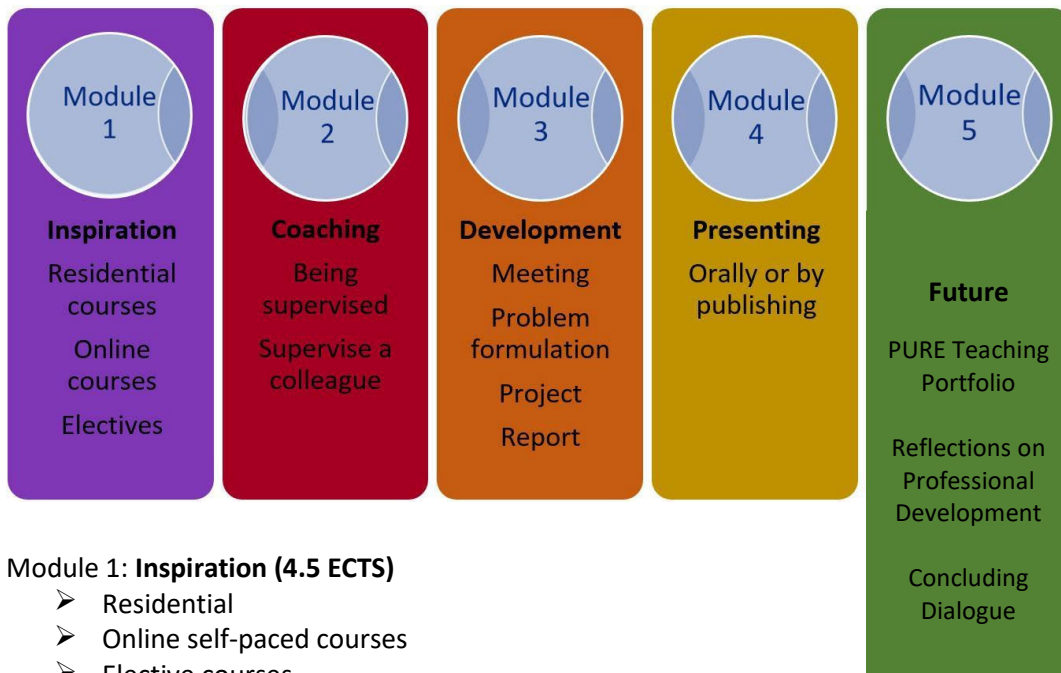 Module
1
Inspiration
Residential
courses
Online
courses
Electives
Module
2
Coaching
Being
supervised
Supervise a
colleague
Module
3
Development
Meeting
Problem
formulation
Project
Report
Module
4
Presenting
Orally or by
publishing
Module
5
Future
PURE Teaching
Portfolio
Reflections on
Professional
Development
Concluding
Dialogue
Module 1: Inspiration (4.5 ECTS)
➢ Residential
➢ Online self-paced courses
➢ Elective courses